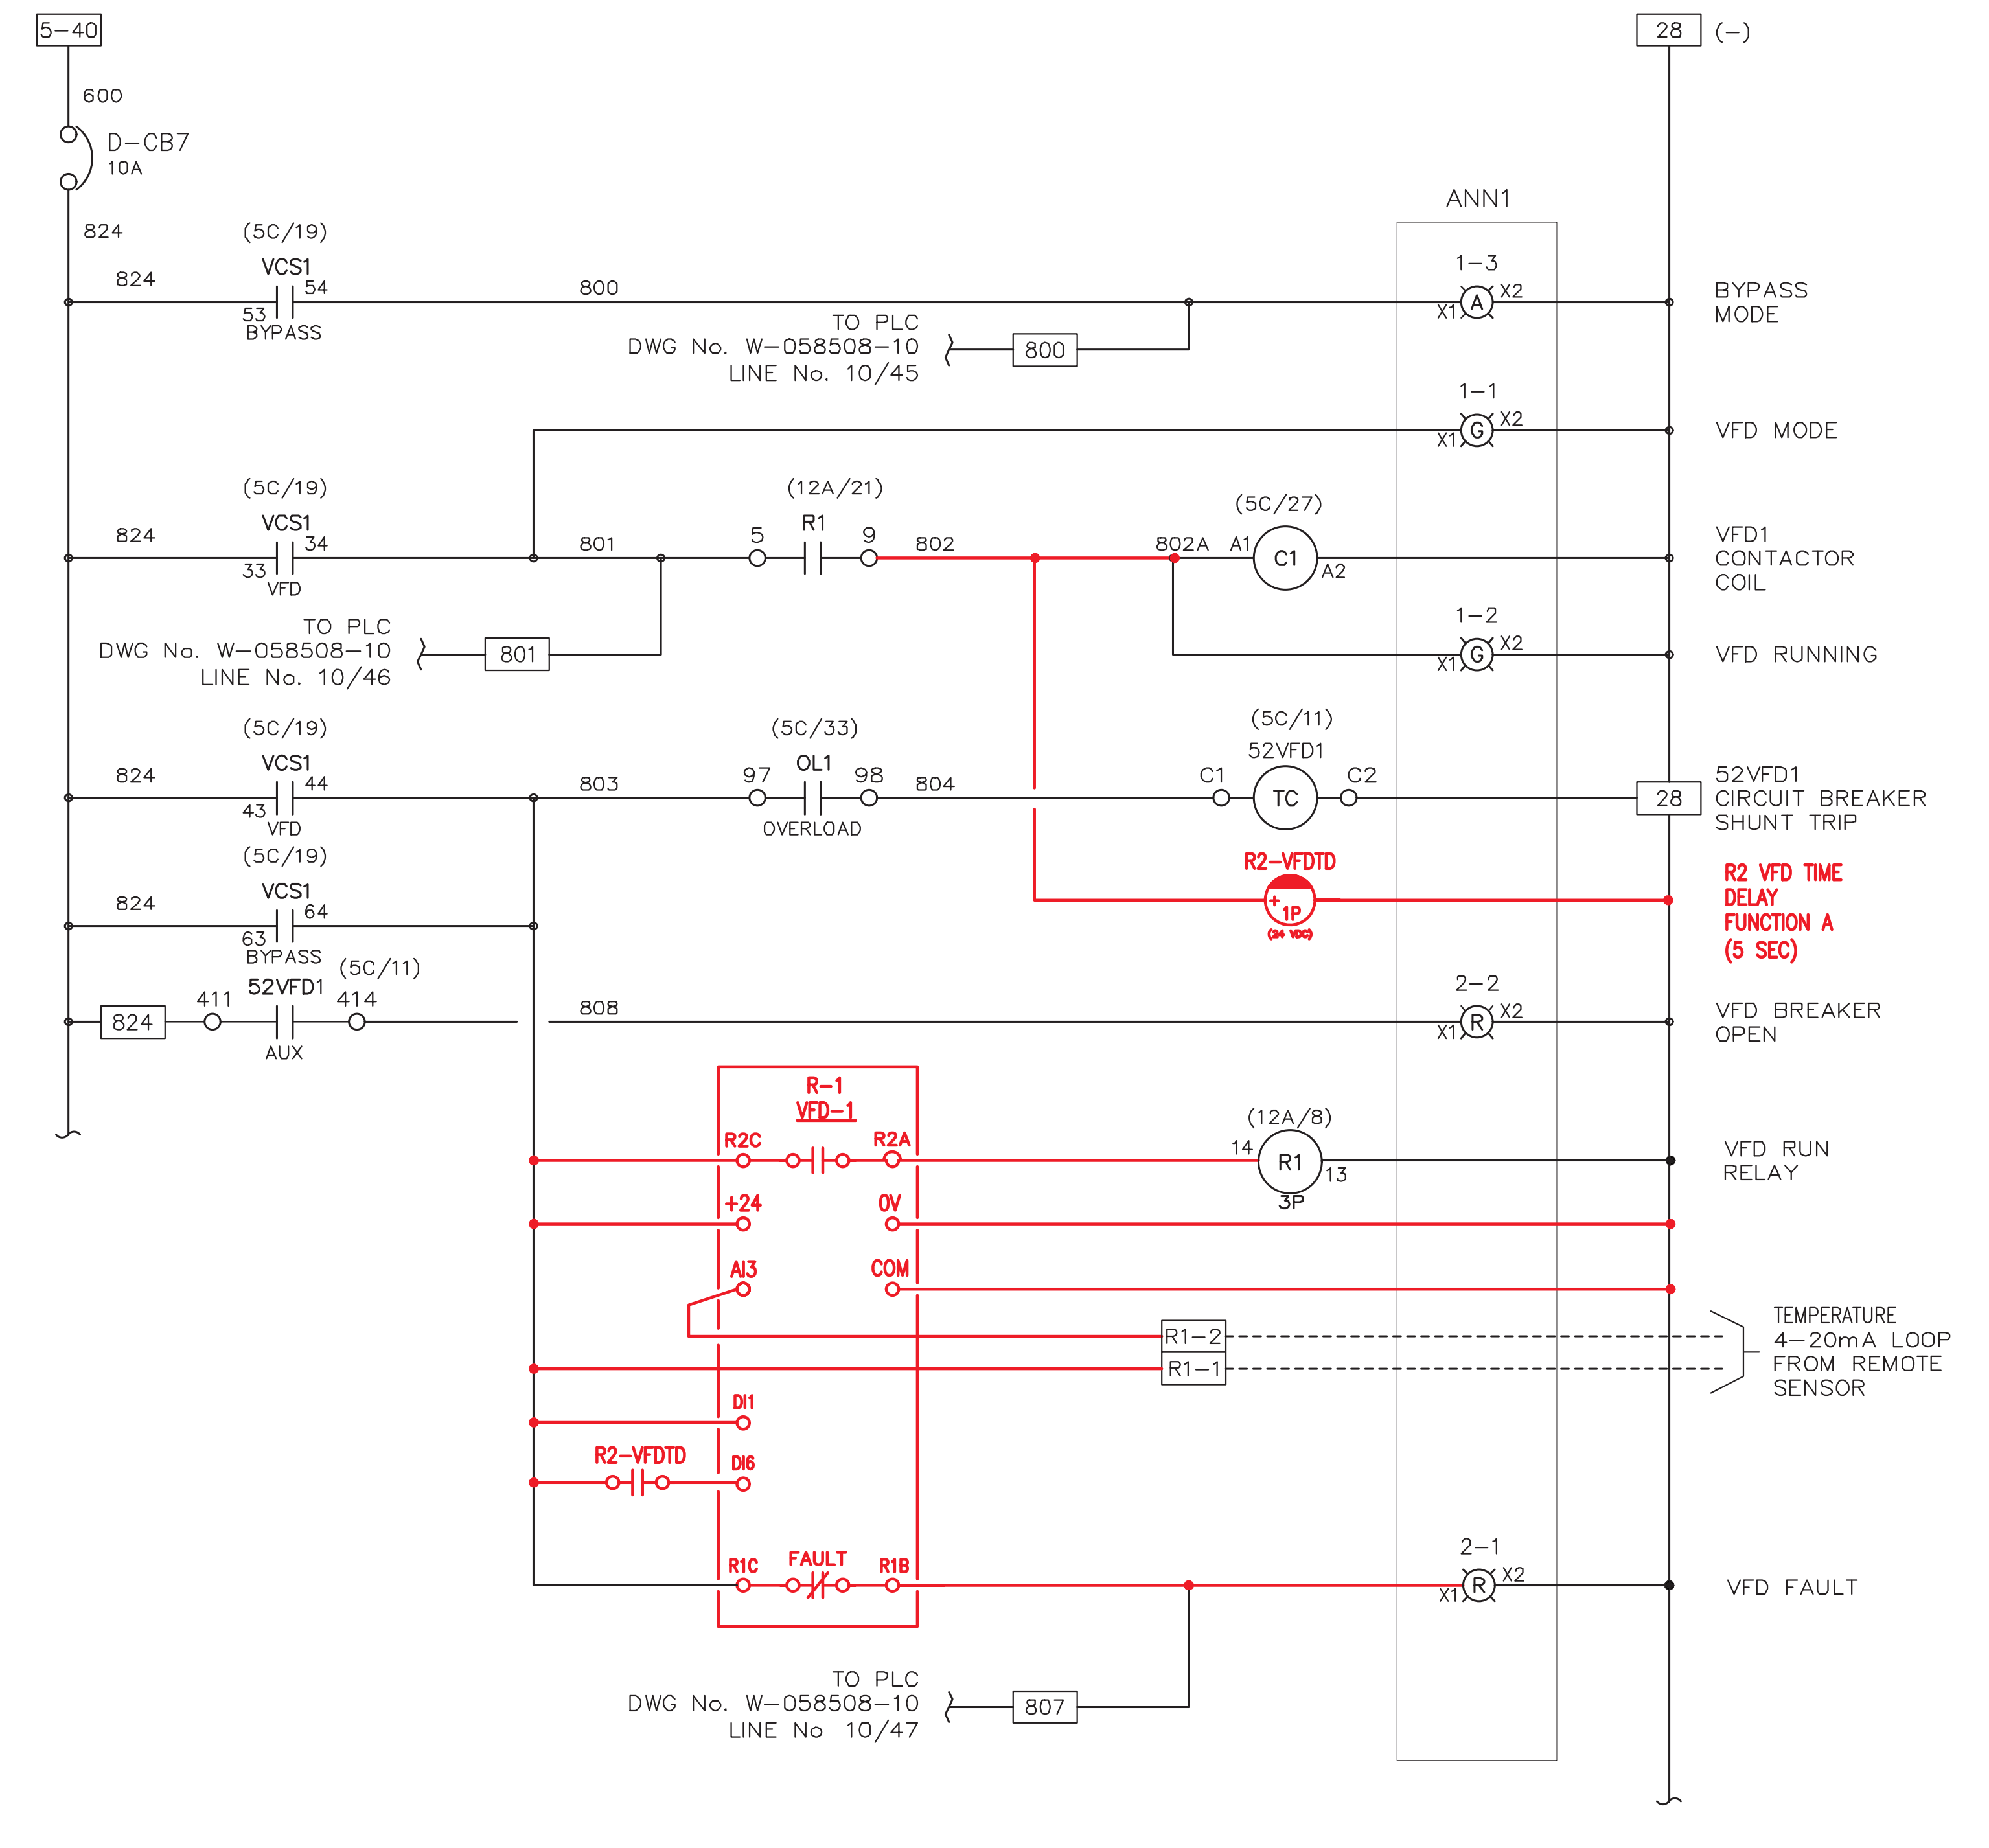 5-40
28 (-)
600
D-CB7
10A
824
ANN1
(5C/19)
VCS1
824
53
54
BYPASS
800
1-3
X1
A
X2
BYPASS
MODE
TO PLC
DWG No. W-058508-10
LINE No. 10/45
800
1-1
X1
G
X2
VFD MODE
(5C/19)
VCS1
824
33
34
VFD
801
(12A/21)
R1
5
9
802
802A
(5C/27)
A1
C1
A2
VFD1
CONTACTOR
COIL
TO PLC
DWG No. W-058508-10
LINE No. 10/46
801
1-2
X1
G
X2
VFD RUNNING
(5C/19)
VCS1
824
43
44
VFD
803
(5C/33)
OL1
97
98
OVERLOAD
804
(5C/11)
52VFD1
C1
TC
C2
28
52VFD1
CIRCUIT BREAKER
SHUNT TRIP
(5C/19)
VCS1
824
63
64
BYPASS
R2-VFDTD
+
1P
(24 VDC)
R2 VFD TIME
DELAY
FUNCTION A
(5 SEC)
(5C/11)
52VFD1
824
411
414
AUX
808
2-2
X1
R
X2
VFD BREAKER
OPEN
R-1
VFD-1
R2C
R2A
(12A/8)
14
R1
13
3P
VFD RUN
RELAY
+24
0V
AI3
COM
R1-2
R1-1
TEMPERATURE
4-20mA LOOP
FROM REMOTE
SENSOR
DI1
R2-VFDTD
DI6
R1C
FAULT
R1B
2-1
X1
R
X2
VFD FAULT
TO PLC
DWG No. W-058508-10
LINE No 10/47
807